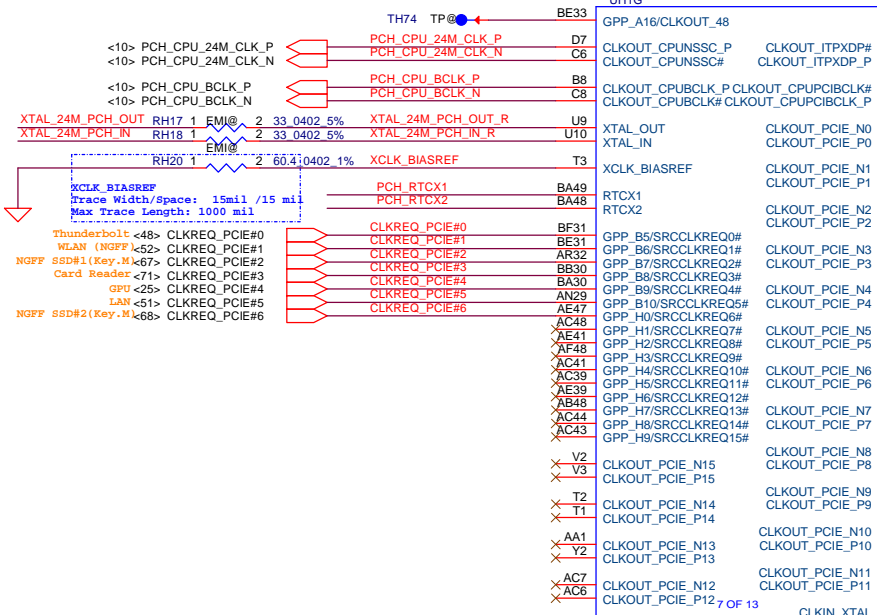 UH1G
TH74 TP@ BE33 GPP_A16/CLKOUT_48
<10> PCH_CPU_24M_CLK_P PCH_CPU_24M_CLK_P D7 CLKOUT_CPUNSSC_P CLKOUT_ITPXDP#
<10> PCH_CPU_24M_CLK_N PCH_CPU_24M_CLK_N C6 CLKOUT_CPUNSSC# CLKOUT_ITPXDP_P
<10> PCH_CPU_BCLK_P PCH_CPU_BCLK_P B8 CLKOUT_CPUBCLK_P CLKOUT_CPUPCIBCLK#
<10> PCH_CPU_BCLK_N PCH_CPU_BCLK_N C8 CLKOUT_CPUBCLK# CLKOUT_CPUPCIBCLK_P
XTAL_24M_PCH_OUT RH17 1 EMI@ 2 33_0402_5% XTAL_24M_PCH_OUT_R U9 XTAL_OUT CLKOUT_PCIE_N0
XTAL_24M_PCH_IN RH18 1 2 33_0402_5% XTAL_24M_PCH_IN_R U10 XTAL_IN CLKOUT_PCIE_P0
EMI@
RH20 1 2 60.4_0402_1% XCLK_BIASREF T3 XCLK_BIASREF CLKOUT_PCIE_N1
CLKOUT_PCIE_P1
XCLK_BIASREF
Trace Width/Space: 15mil /15 mil
Max Trace Length: 1000 mil
PCH_RTCX1 BA49 RTCX1
PCH_RTCX2 BA48 RTCX2 CLKOUT_PCIE_N2
CLKOUT_PCIE_P2
Thunderbolt <48> CLKREQ_PCIE#0 CLKREQ_PCIE#0 BF31 GPP_B5/SRCCLKREQ0#
WLAN (NGFF) <52> CLKREQ_PCIE#1 CLKREQ_PCIE#1 BE31 GPP_B6/SRCCLKREQ1# CLKOUT_PCIE_N3
NGFF SSD#1(Key.M) <67> CLKREQ_PCIE#2 CLKREQ_PCIE#2 AR32 GPP_B7/SRCCLKREQ2# CLKOUT_PCIE_P3
Card Reader <71> CLKREQ_PCIE#3 CLKREQ_PCIE#3 BB30 GPP_B8/SRCCLKREQ3#
GPU <25> CLKREQ_PCIE#4 CLKREQ_PCIE#4 BA30 GPP_B9/SRCCLKREQ4# CLKOUT_PCIE_N4
LAN <51> CLKREQ_PCIE#5 CLKREQ_PCIE#5 AN29 GPP_B10/SRCCLKREQ5# CLKOUT_PCIE_P4
NGFF SSD#2(Key.M) <68> CLKREQ_PCIE#6 CLKREQ_PCIE#6 AE47 GPP_H0/SRCCLKREQ6#
AC48 GPP_H1/SRCCLKREQ7# CLKOUT_PCIE_N5
AE41 GPP_H2/SRCCLKREQ8# CLKOUT_PCIE_P5
AF48 GPP_H3/SRCCLKREQ9#
AC41 GPP_H4/SRCCLKREQ10# CLKOUT_PCIE_N6
AC39 GPP_H5/SRCCLKREQ11# CLKOUT_PCIE_P6
AE39 GPP_H6/SRCCLKREQ12#
AB48 GPP_H7/SRCCLKREQ13# CLKOUT_PCIE_N7
AC44 GPP_H8/SRCCLKREQ14# CLKOUT_PCIE_P7
AC43 GPP_H9/SRCCLKREQ15#
CLKOUT_PCIE_N8
V2 CLKOUT_PCIE_N15 CLKOUT_PCIE_P8
V3 CLKOUT_PCIE_P15
CLKOUT_PCIE_N9
T2 CLKOUT_PCIE_N14 CLKOUT_PCIE_P9
T1 CLKOUT_PCIE_P14
CLKOUT_PCIE_N10
AA1 CLKOUT_PCIE_N13 CLKOUT_PCIE_P10
Y2 CLKOUT_PCIE_P13
CLKOUT_PCIE_N11
AC7 CLKOUT_PCIE_N12 CLKOUT_PCIE_P11
AC6 CLKOUT_PCIE_P12 7 OF 13
CLKIN_XTAL